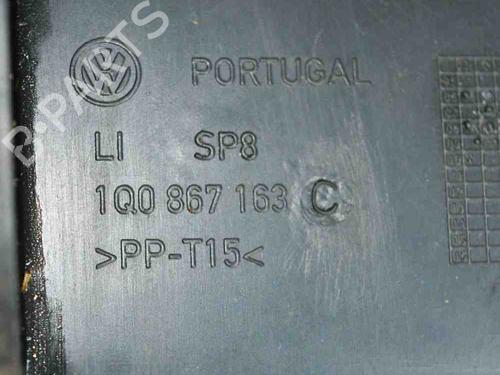 PORTUGAL
LI SP8
1Q0 867 163 C
>PP-T15<
B-PARTS